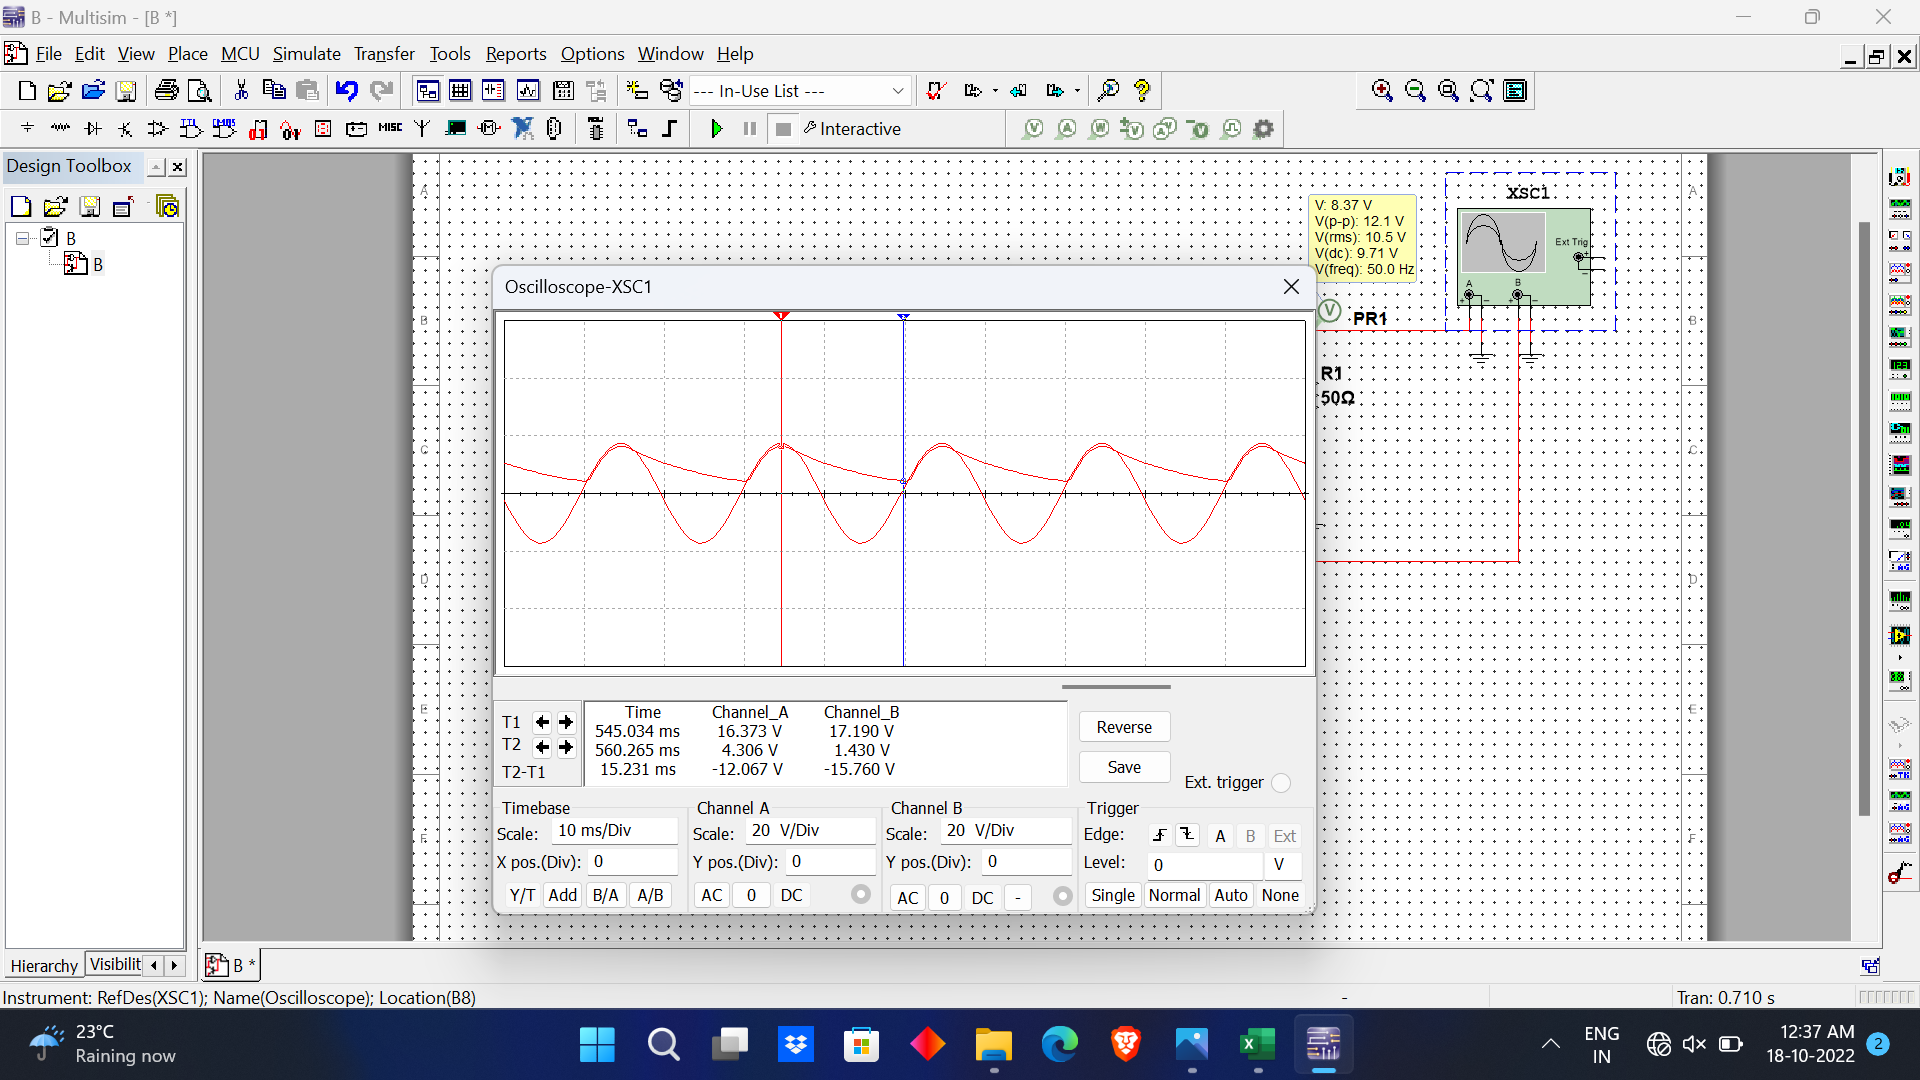 B - Multisim - [B *]
File Edit View Place MCU Simulate Transfer Tools Reports Options Window Help
--- In-Use List ---
MISC
Interactive
Design Toolbox
B
B
A
B
C
D
E
F
A
B
C
D
E
F
V: 8.37 V
V(p-p): 12.1 V
V(rms): 10.5 V
V(dc): 9.71 V
V(freq): 50.0 Hz
V
PR1
XSC1
Ext Trig
A B
R1
50Ω
Oscilloscope-XSC1
Time Channel_A Channel_B
T1 545.034 ms 16.373 V 17.190 V
T2 560.265 ms 4.306 V 1.430 V
T2-T1 15.231 ms -12.067 V -15.760 V
Reverse
Save
Ext. trigger
Timebase
Scale: 10 ms/Div
X pos.(Div): 0
Y/T Add B/A A/B
Channel A
Scale: 20 V/Div
Y pos.(Div): 0
AC 0 DC
Channel B
Scale: 20 V/Div
Y pos.(Div): 0
AC 0 DC -
Trigger
Edge: A B Ext
Level: 0 V
Single Normal Auto None
Hierarchy Visibilit
B *
Instrument: RefDes(XSC1); Name(Oscilloscope); Location(B8)
-
Tran: 0.710 s
23°C
Raining now
ENG
IN
12:37 AM
18-10-2022
2